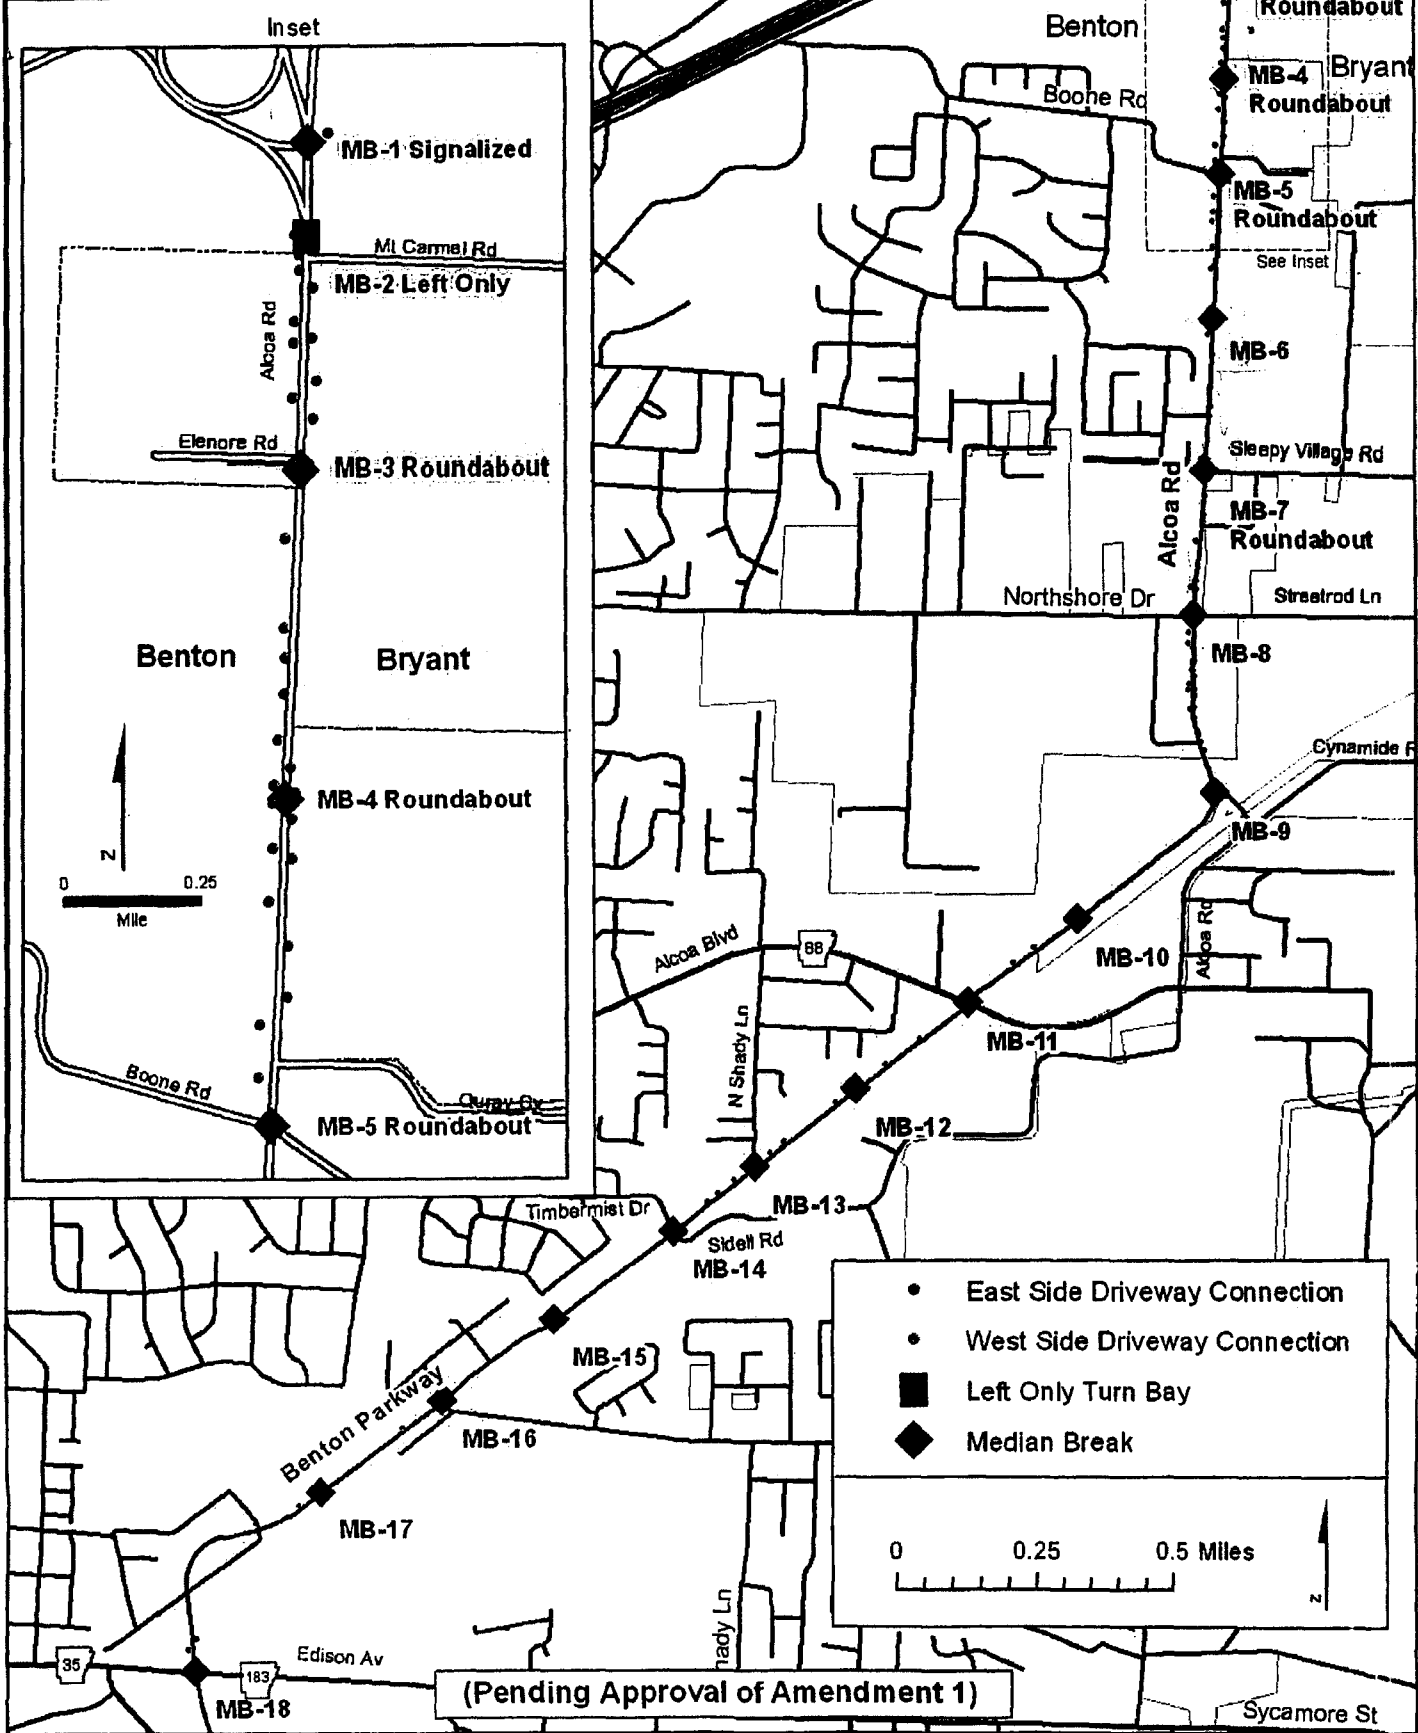 Inset
MB-1 Signalized
Mt Carmel Rd
MB-2 Left Only
Alcoa Rd
Elenore Rd
MB-3 Roundabout
Benton
Bryant
MB-4 Roundabout
N
0 0.25
Mile
Boone Rd
MB-5 Roundabout
Roundabout
Benton
Bryant
MB-4
Roundabout
Boone Rd
MB-5
Roundabout
See Inset
MB-6
Sleepy Village Rd
Alcoa Rd
MB-7
Roundabout
Northshore Dr
Streetrod Ln
MB-8
Cynamide R
MB-9
Alcoa Blvd
88
MB-10
Alcoa Rd
MB-11
N Shady Ln
MB-12
MB-13
Timbermist Dr
Sidell Rd
MB-14
MB-15
Benton Parkway
MB-16
MB-17
35
183
Edison Av
MB-18
hady Ln
East Side Driveway Connection
West Side Driveway Connection
Left Only Turn Bay
Median Break
0 0.25 0.5 Miles
N
(Pending Approval of Amendment 1)
Sycamore St